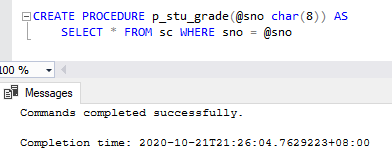 CREATE PROCEDURE p_stu_grade(@sno char(8)) AS
SELECT * FROM sc WHERE sno = @sno
100 %
Messages
Commands completed successfully.
Completion time: 2020-10-21T21:26:04.7629223+08:00